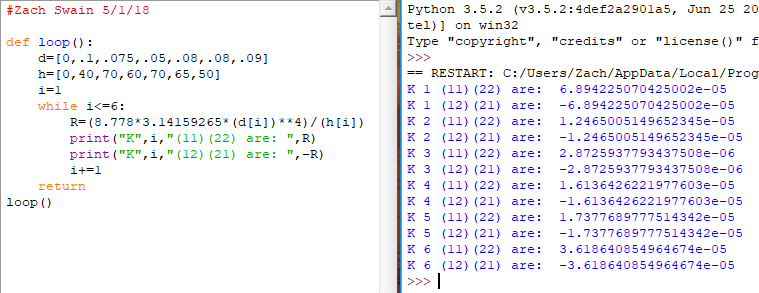 #Zach Swain 5/1/18
def loop():
d=[0,.1,.075,.05,.08,.08,.09]
h=[0,40,70,60,70,65,50]
i=1
while i<=6:
R=(8.778*3.14159265*(d[i])**4)/(h[i])
print("K",i,"(11)(22) are: ",R)
print("K",i,"(12)(21) are: ",-R)
i+=1
return
loop()
Python 3.5.2 (v3.5.2:4def2a2901a5, Jun 25 20
tel)] on win32
Type "copyright", "credits" or "license()" f
>>>
== RESTART: C:/Users/Zach/AppData/Local/Prog
K 1 (11)(22) are:  6.894225070425002e-05
K 1 (12)(21) are:  -6.894225070425002e-05
K 2 (11)(22) are:  1.2465005149652345e-05
K 2 (12)(21) are:  -1.2465005149652345e-05
K 3 (11)(22) are:  2.8725937793437508e-06
K 3 (12)(21) are:  -2.8725937793437508e-06
K 4 (11)(22) are:  1.6136426221977603e-05
K 4 (12)(21) are:  -1.6136426221977603e-05
K 5 (11)(22) are:  1.7377689777514342e-05
K 5 (12)(21) are:  -1.7377689777514342e-05
K 6 (11)(22) are:  3.618640854964674e-05
K 6 (12)(21) are:  -3.618640854964674e-05
>>>